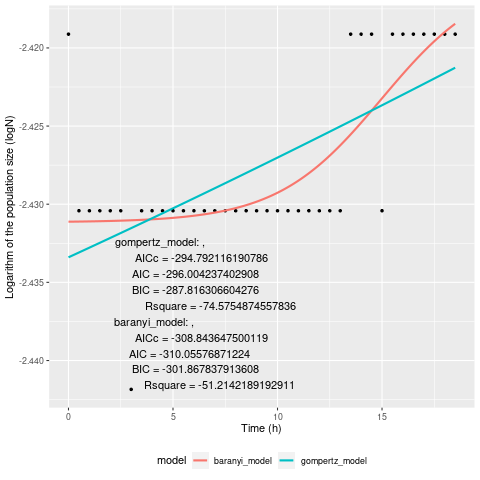 -2.420
-2.425
-2.430
-2.435
-2.440
Logarithm of the population size (logN)
gompertz_model: ,
AICc = -294.792116190786
AIC = -296.004237402908
BIC = -287.816306604276
Rsquare = -74.5754874557836
baranyi_model: ,
AICc = -308.843647500119
AIC = -310.05576871224
BIC = -301.867837913608
Rsquare = -51.2142189192911
0 5 10 15
Time (h)
model baranyi_model gompertz_model